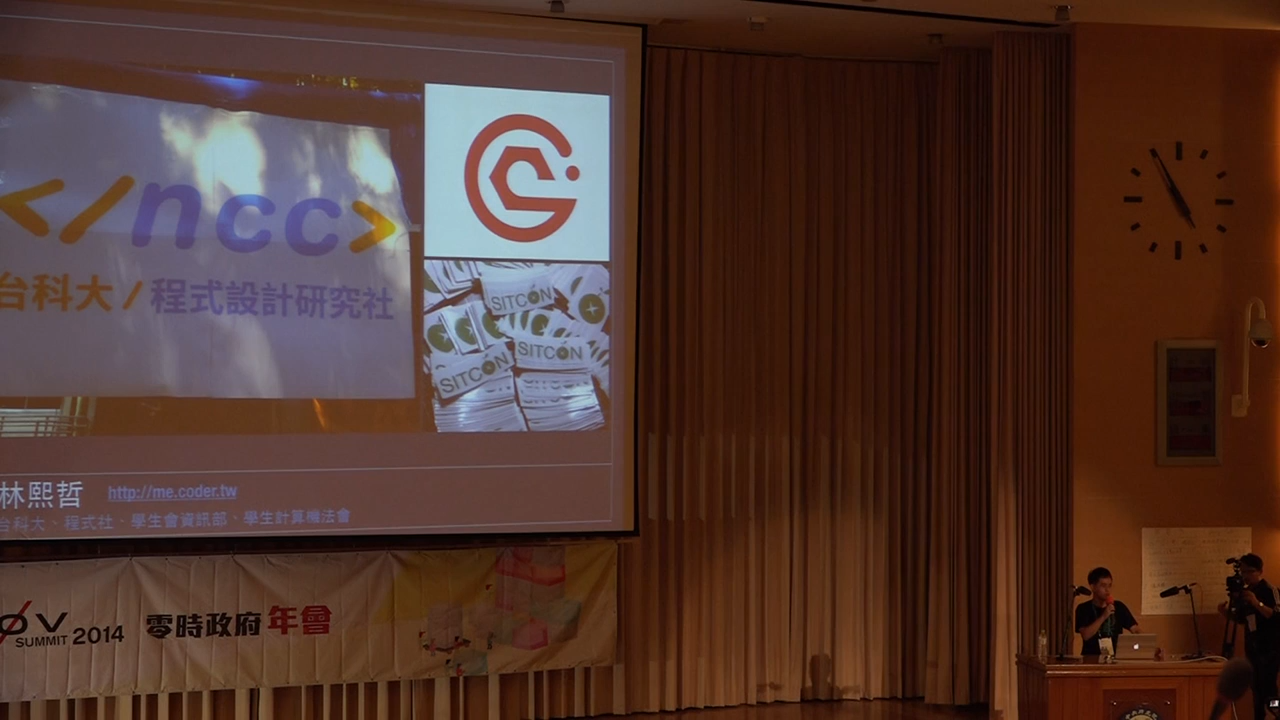 </ncc>
台科大/程式設計研究社
SITCON
SITCON
SITCON
林熙哲 http://me.coder.tw
台科大、程式社、學生會資訊部、學生計算機法會
g0v SUMMIT 2014 零時政府年會